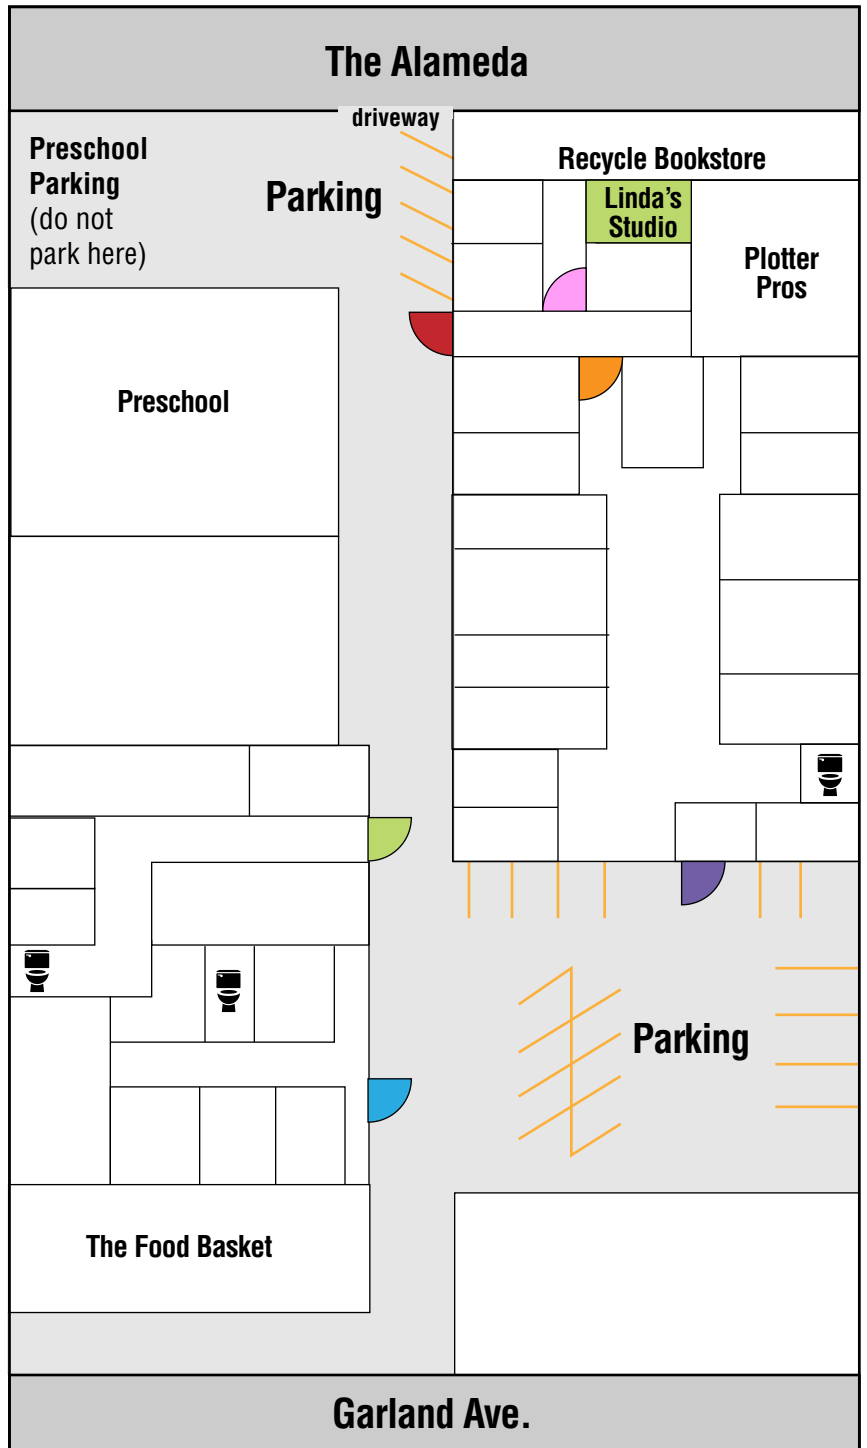 The Alameda
driveway
Preschool
Parking
(do not
park here)
Parking
Recycle Bookstore
Linda's
Studio
Plotter
Pros
Preschool
Parking
The Food Basket
Garland Ave.